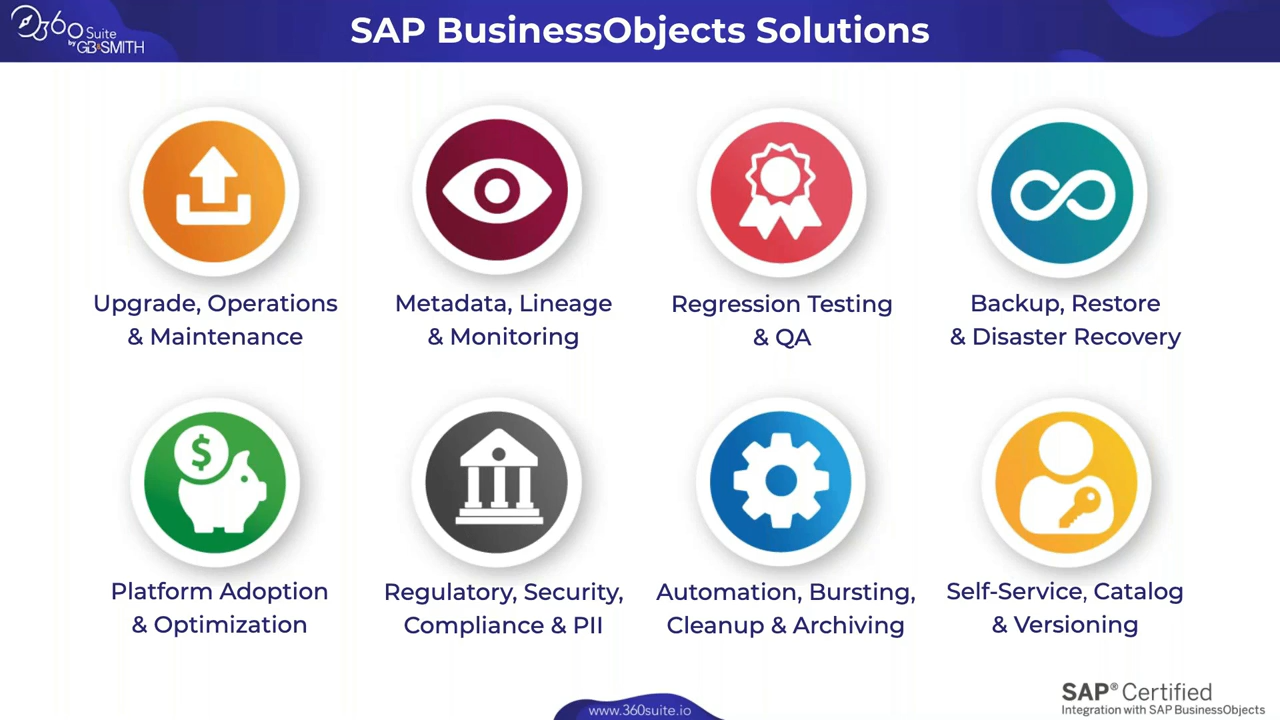 360Suite
by GB&SMITH
SAP BusinessObjects Solutions
Upgrade, Operations
& Maintenance
Metadata, Lineage
& Monitoring
Regression Testing
& QA
Backup, Restore
& Disaster Recovery
$
Platform Adoption
& Optimization
Regulatory, Security,
Compliance & PII
Automation, Bursting,
Cleanup & Archiving
Self-Service, Catalog
& Versioning
www.360suite.io
SAP® Certified
Integration with SAP BusinessObjects